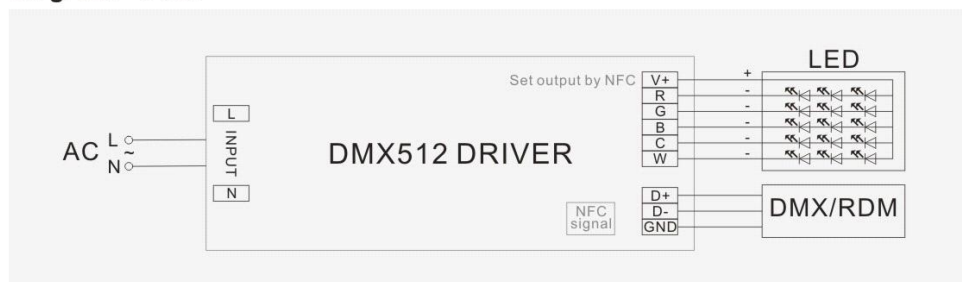 LED
Set output by NFC
V+
+
R
-
G
-
B
-
C
-
W
-
AC
L
~
N
L
INPUT
N
DMX512 DRIVER
NFC
signal
D+
D-
GND
DMX/RDM